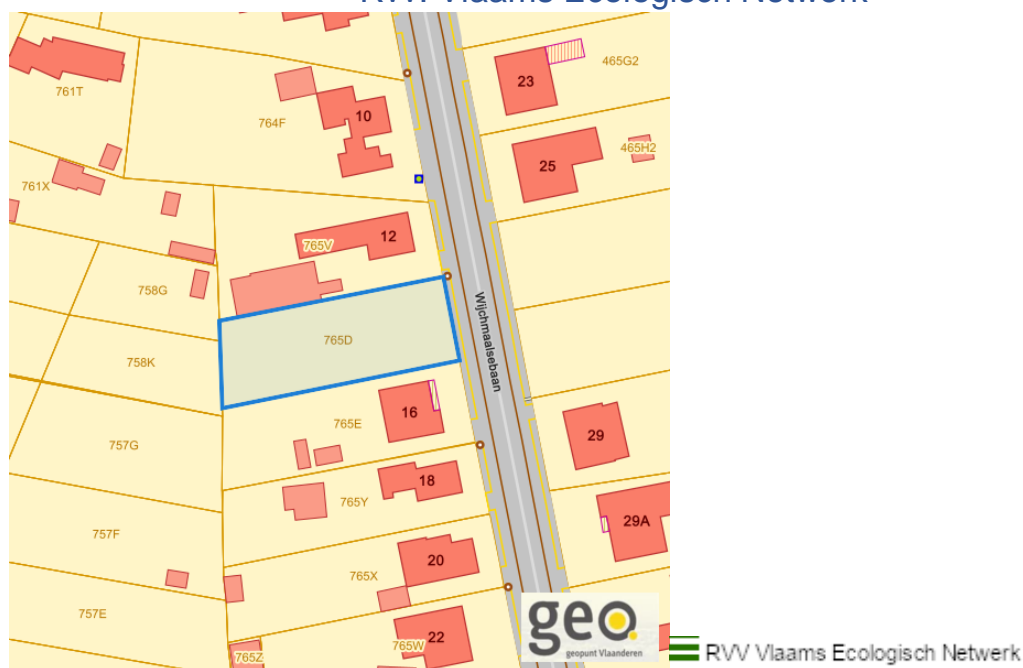 RVV Vlaams Ecologisch Netwerk
761T
764F
10
23
465G2
25
465H2
761X
765V
12
758G
765D
Wijchmaalsebaan
758K
765E
16
757G
29
765Y
18
757F
29A
765X
20
757E
765Z
765W
22
geo
geopunt Vlaanderen
RVV Vlaams Ecologisch Netwerk